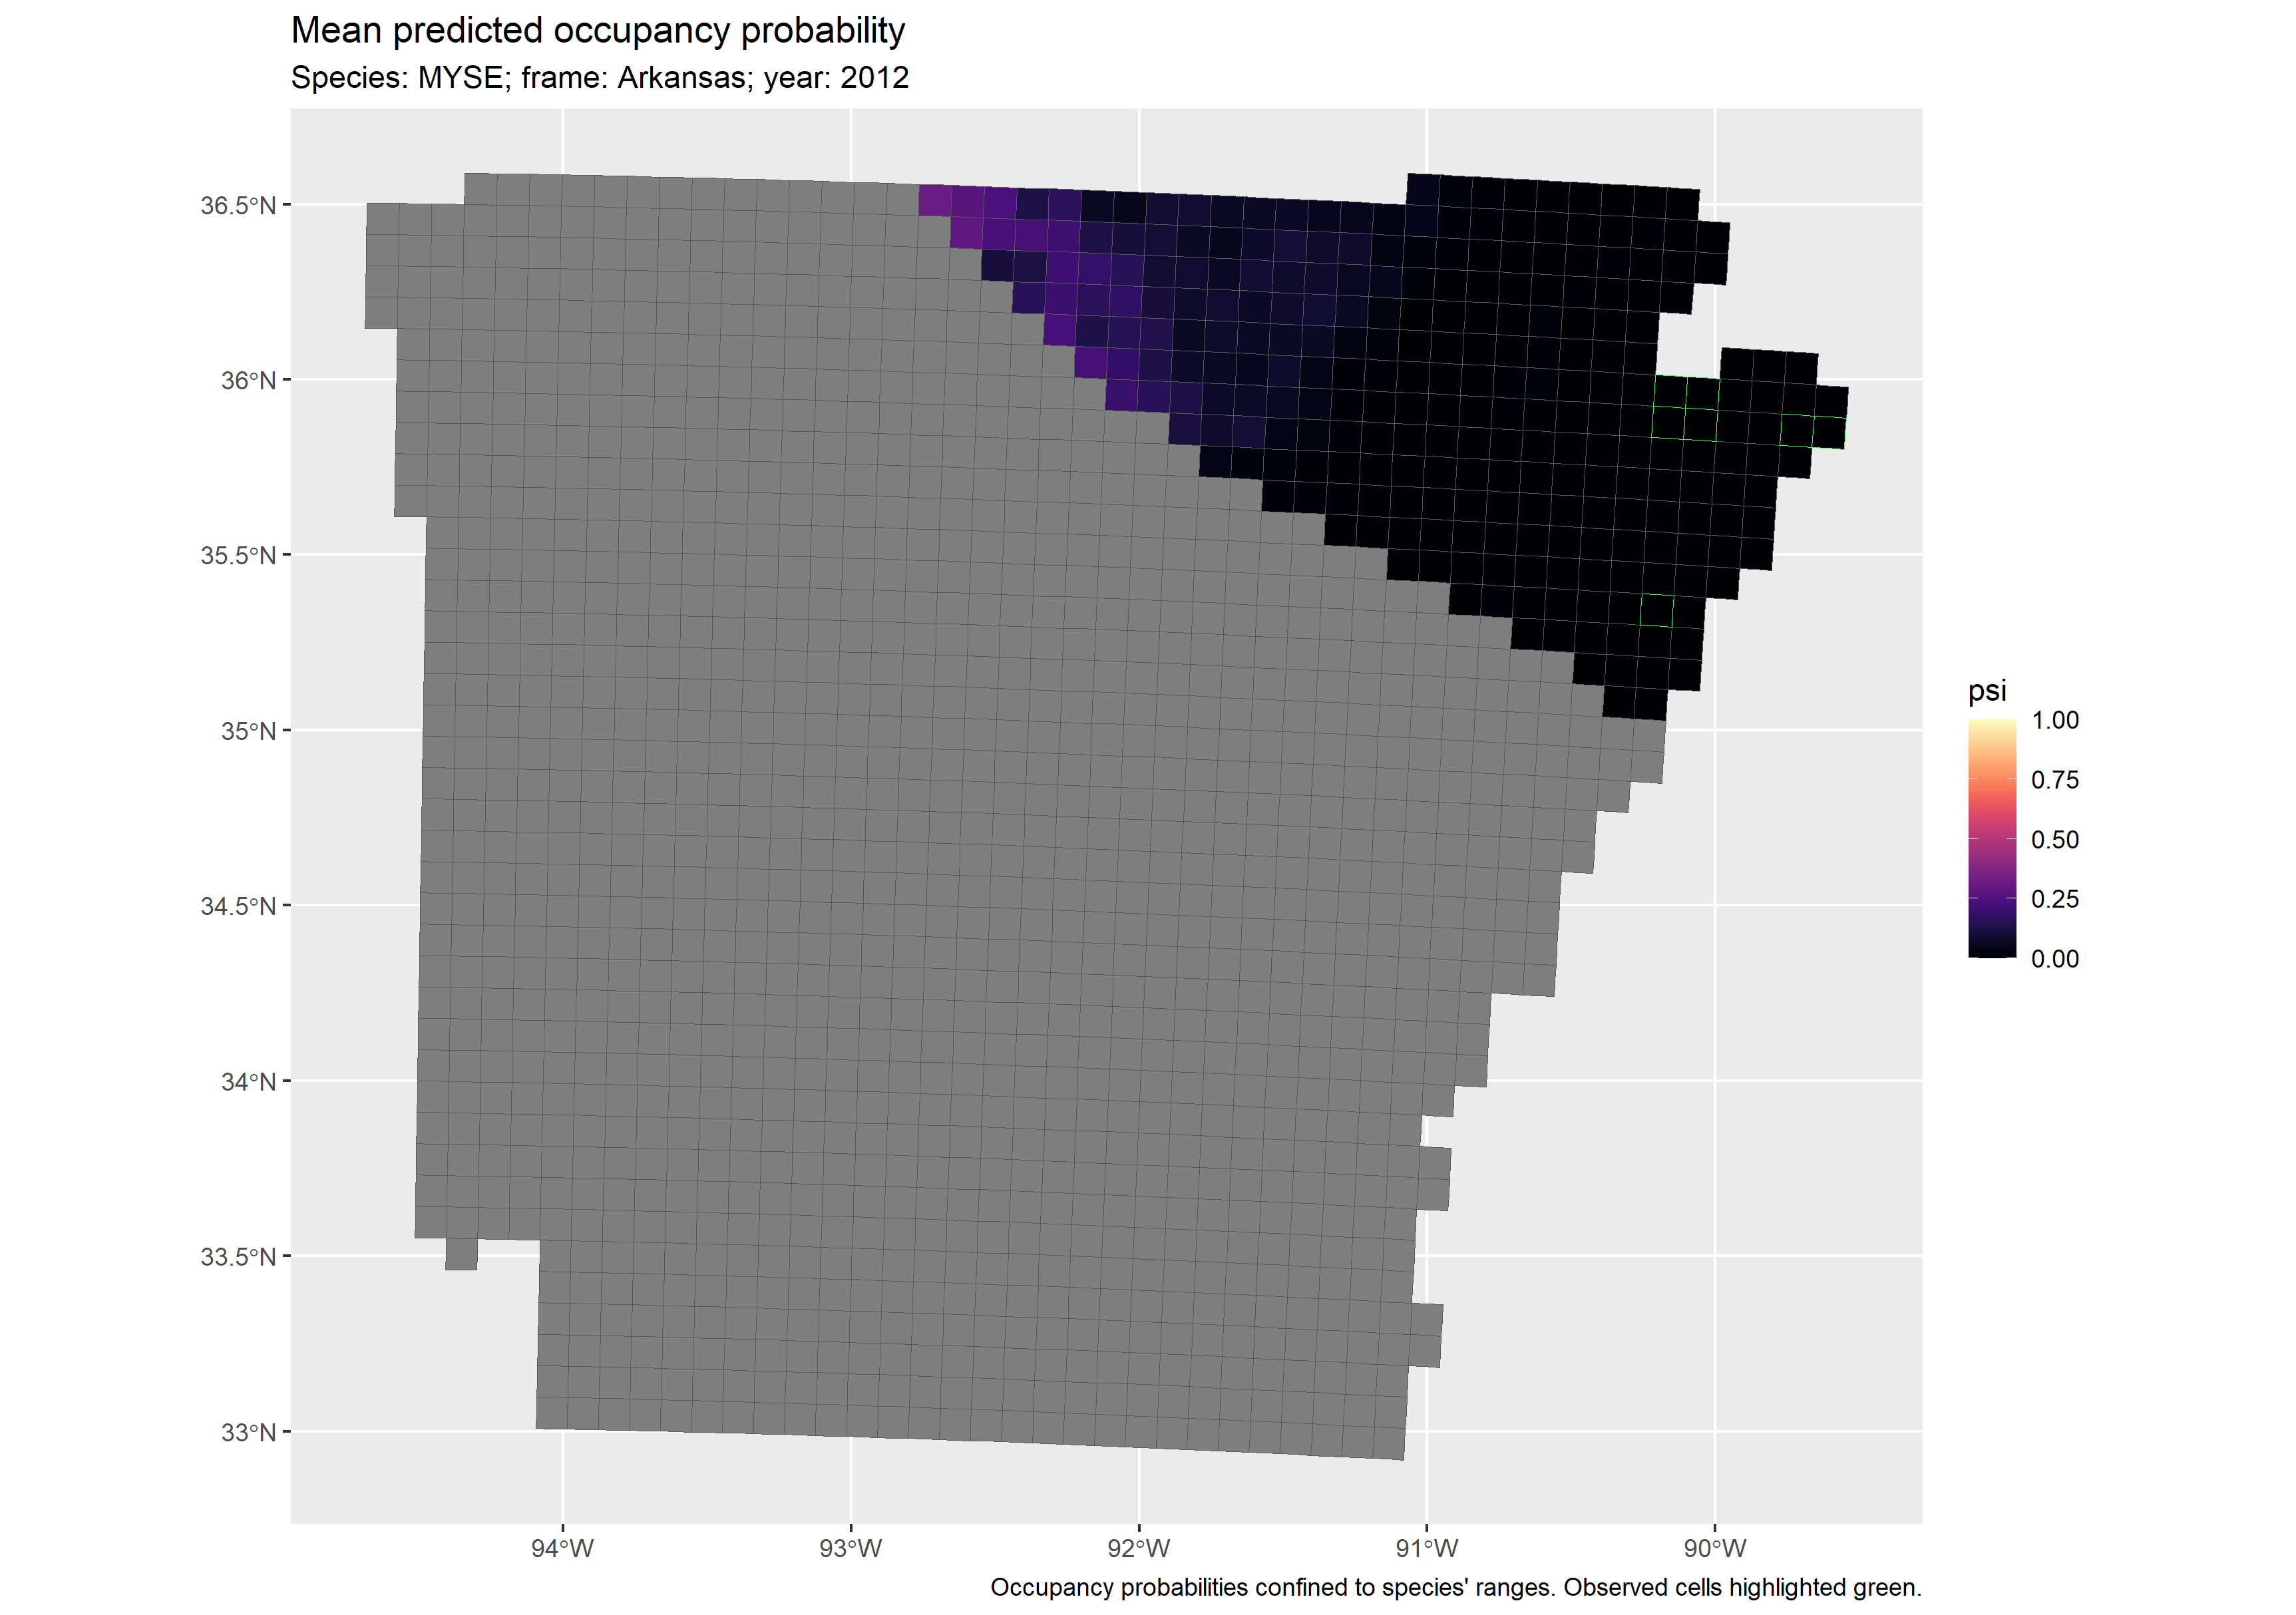 Mean predicted occupancy probability
Species: MYSE; frame: Arkansas; year: 2012
36.5°N
36°N
35.5°N
35°N
34.5°N
34°N
33.5°N
33°N
94°W
93°W
92°W
91°W
90°W
psi
1.00
0.75
0.50
0.25
0.00
Occupancy probabilities confined to species' ranges. Observed cells highlighted green.